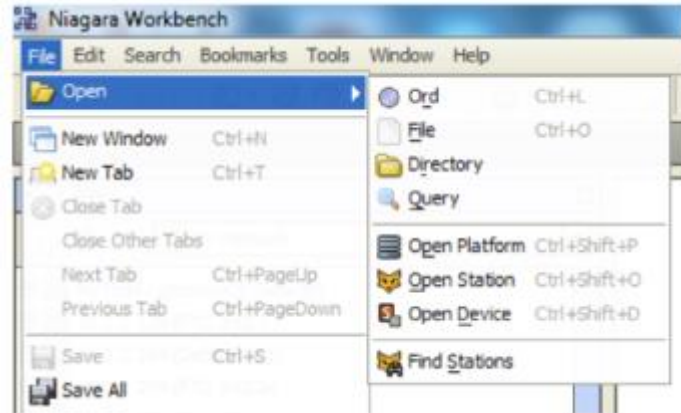 Niagara Workbench
File Edit Search Bookmarks Tools Window Help
Open
New Window Ctrl+N
New Tab Ctrl+T
Close Tab
Close Other Tabs
Next Tab Ctrl+PageUp
Previous Tab Ctrl+PageDown
Save Ctrl+S
Save All
Ord Ctrl+L
File Ctrl+O
Directory
Query
Open Platform Ctrl+Shift+P
Open Station Ctrl+Shift+O
Open Device Ctrl+Shift+D
Find Stations